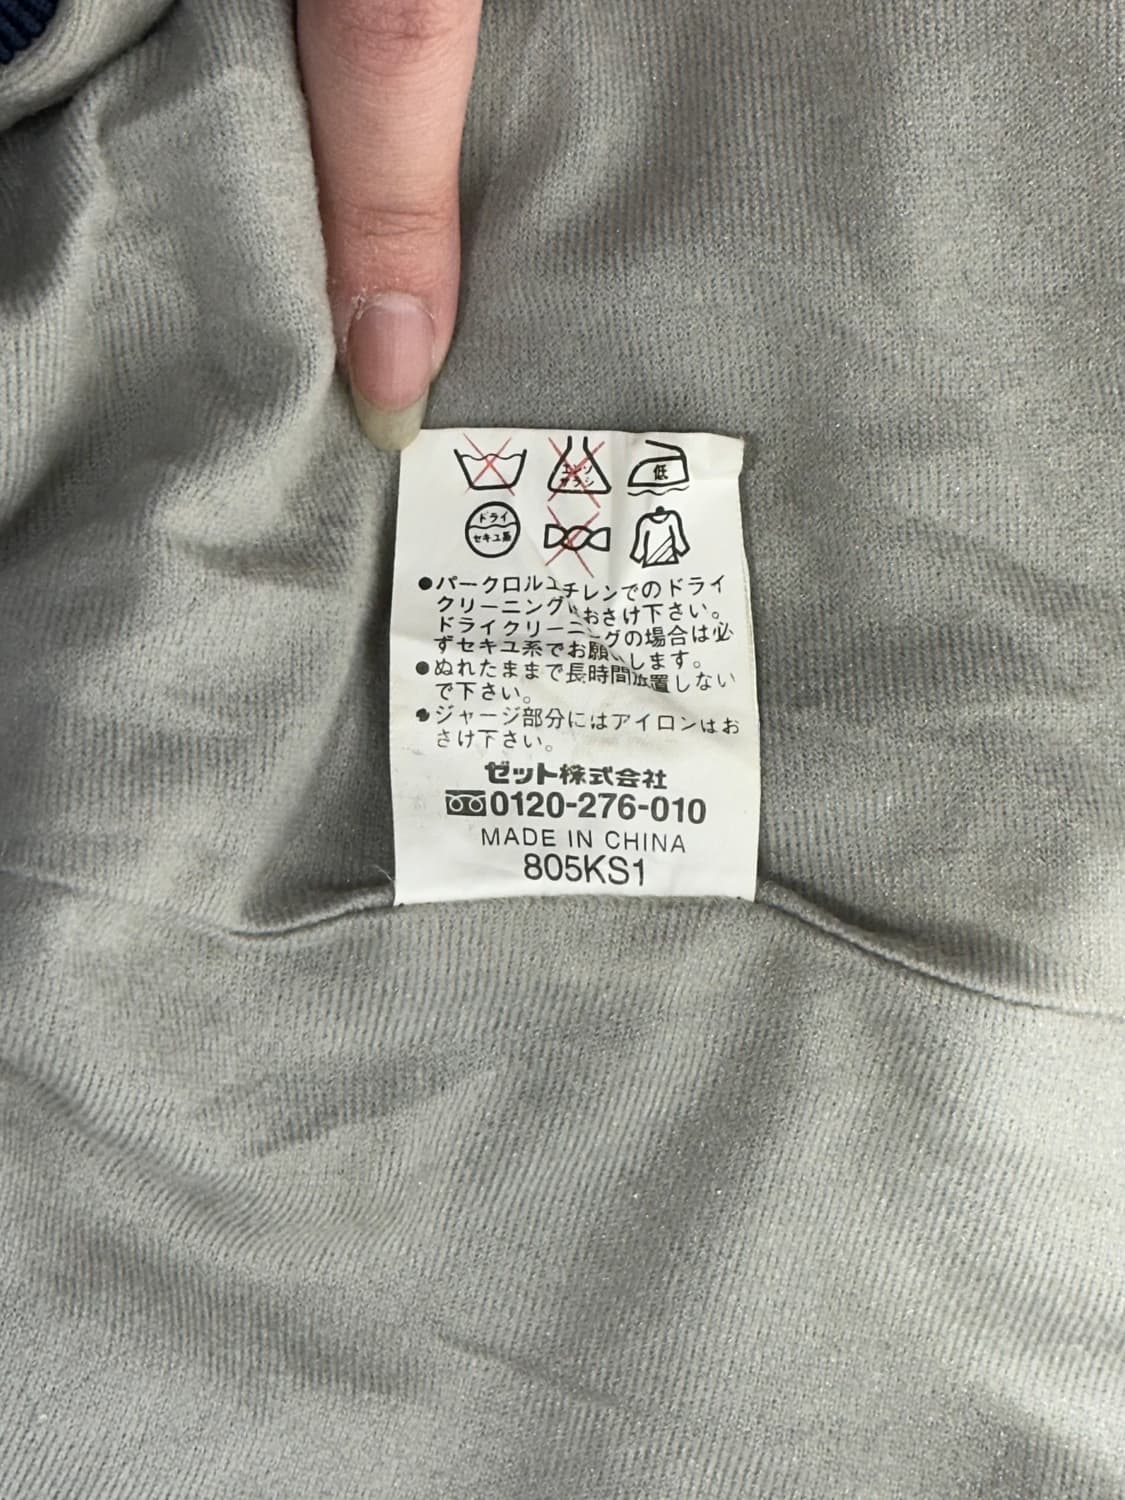 エンソ 低
サラシ
ドライ
セキユ系
●パークロルエチレンでのドライ
クリーニングはおさけ下さい。
ドライクリーニングの場合は必
ずセキユ系でお願いします。
●ぬれたままで長時間放置しない
で下さい。
●ジャージ部分にはアイロンはお
さけ下さい。
ゼット株式会社
0120-276-010
MADE IN CHINA
805KS1